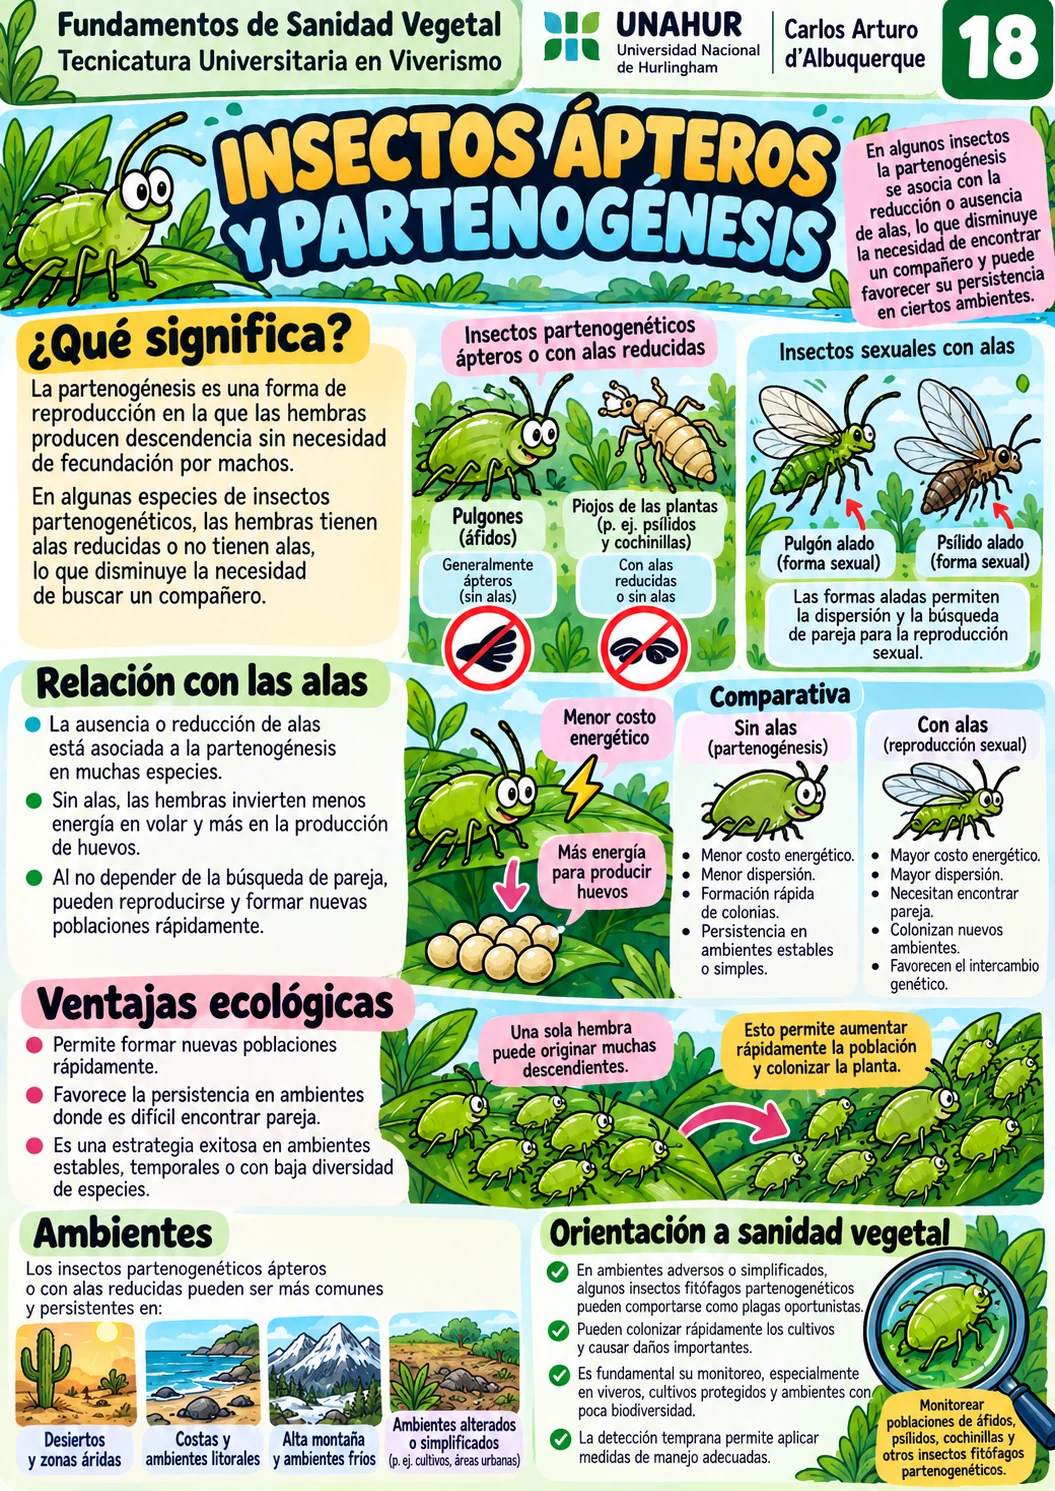 Fundamentos de Sanidad Vegetal
Tecnicatura Universitaria en Viverismo
UNAHUR
Universidad Nacional
de Hurlingham
Carlos Arturo
d'Albuquerque
18
INSECTOS ÁPTEROS
Y PARTENOGÉNESIS
En algunos insectos
la partenogénesis
se asocia con la
reducción o ausencia
de alas, lo que disminuye
la necesidad de encontrar
un compañero y puede
favorecer su persistencia
en ciertos ambientes.
¿Qué significa?
La partenogénesis es una forma de
reproducción en la que las hembras
producen descendencia sin necesidad
de fecundación por machos.
En algunas especies de insectos
partenogenéticos, las hembras tienen
alas reducidas o no tienen alas,
lo que disminuye la necesidad
de buscar un compañero.
Insectos partenogenéticos
ápteros o con alas reducidas
Pulgones
(áfidos)
Generalmente
ápteros
(sin alas)
Piojos de las plantas
(p. ej. psílidos
y cochinillas)
Con alas
reducidas
o sin alas
Insectos sexuales con alas
Pulgón alado
(forma sexual)
Psílido alado
(forma sexual)
Las formas aladas permiten
la dispersión y la búsqueda
de pareja para la reproducción
sexual.
Relación con las alas
La ausencia o reducción de alas
está asociada a la partenogénesis
en muchas especies.
Sin alas, las hembras invierten menos
energía en volar y más en la producción
de huevos.
Al no depender de la búsqueda de pareja,
pueden reproducirse y formar nuevas
poblaciones rápidamente.
Menor costo
energético
Más energía
para producir
huevos
Comparativa
Sin alas
(partenogénesis)
• Menor costo energético.
• Menor dispersión.
• Formación rápida
de colonias.
• Persistencia en
ambientes estables
o simples.
Con alas
(reproducción sexual)
• Mayor costo energético.
• Mayor dispersión.
• Necesitan encontrar
pareja.
• Colonizan nuevos
ambientes.
• Favorecen el intercambio
genético.
Ventajas ecológicas
Permite formar nuevas poblaciones
rápidamente.
Favorece la persistencia en ambientes
donde es difícil encontrar pareja.
Es una estrategia exitosa en ambientes
estables, temporales o con baja diversidad
de especies.
Una sola hembra
puede originar muchas
descendientes.
Esto permite aumentar
rápidamente la población
y colonizar la planta.
Ambientes
Los insectos partenogenéticos ápteros
o con alas reducidas pueden ser más comunes
y persistentes en:
Desiertos
y zonas áridas
Costas y
ambientes litorales
Alta montaña
y ambientes fríos
Ambientes alterados
o simplificados
(p. ej. cultivos, áreas urbanas)
Orientación a sanidad vegetal
En ambientes adversos o simplificados,
algunos insectos fitófagos partenogenéticos
pueden comportarse como plagas oportunistas.
Pueden colonizar rápidamente los cultivos
y causar daños importantes.
Es fundamental su monitoreo, especialmente
en viveros, cultivos protegidos y ambientes con
poca biodiversidad.
La detección temprana permite aplicar
medidas de manejo adecuadas.
Monitorear
poblaciones de áfidos,
psílidos, cochinillas y
otros insectos fitófagos
partenogenéticos.